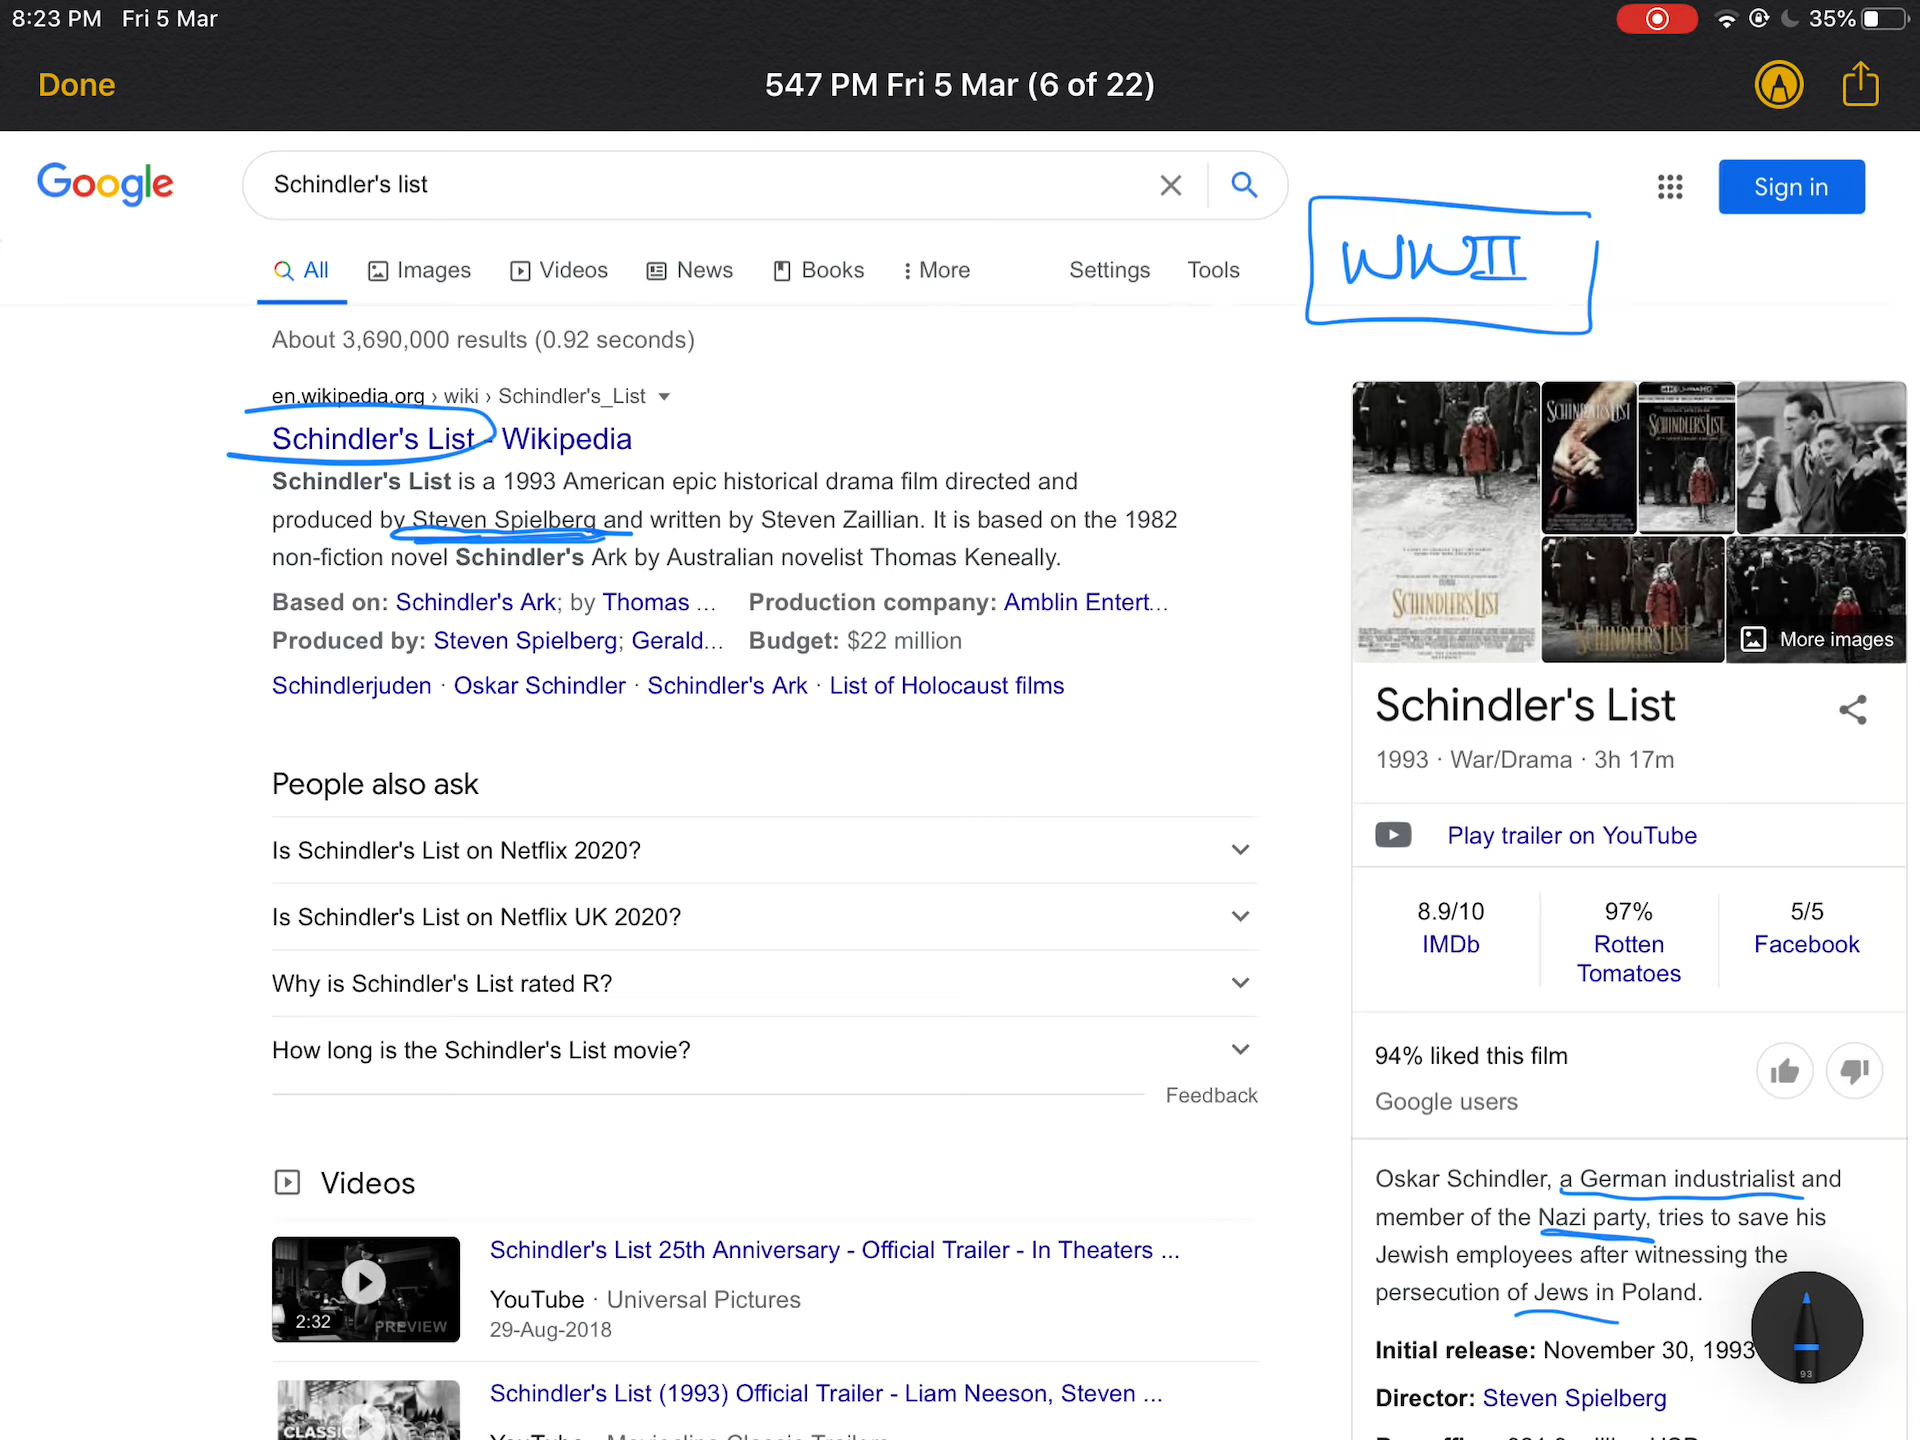 8:23 PM Fri 5 Mar
35%
Done
547 PM Fri 5 Mar (6 of 22)
Google
Schindler's list
Sign in
All Images Videos News Books More Settings Tools
WWII
About 3,690,000 results (0.92 seconds)
en.wikipedia.org › wiki › Schindler's_List
Schindler's List - Wikipedia
Schindler's List is a 1993 American epic historical drama film directed and
produced by Steven Spielberg and written by Steven Zaillian. It is based on the 1982
non-fiction novel Schindler's Ark by Australian novelist Thomas Keneally.
Based on: Schindler's Ark; by Thomas ... Production company: Amblin Entert...
Produced by: Steven Spielberg; Gerald... Budget: $22 million
Schindlerjuden · Oskar Schindler · Schindler's Ark · List of Holocaust films
People also ask
Is Schindler's List on Netflix 2020?
Is Schindler's List on Netflix UK 2020?
Why is Schindler's List rated R?
How long is the Schindler's List movie?
Feedback
Videos
Schindler's List 25th Anniversary - Official Trailer - In Theaters ...
YouTube · Universal Pictures
29-Aug-2018
2:32 PREVIEW
Schindler's List (1993) Official Trailer - Liam Neeson, Steven ...
CLASSIC
SCHINDLER'S LIST
SCHINDLER'S LIST
SCHINDLER'S LIST
SCHINDLER'S LIST
More images
Schindler's List
1993 · War/Drama · 3h 17m
Play trailer on YouTube
8.9/10 97% 5/5
IMDb Rotten Facebook
Tomatoes
94% liked this film
Google users
Oskar Schindler, a German industrialist and
member of the Nazi party, tries to save his
Jewish employees after witnessing the
persecution of Jews in Poland.
Initial release: November 30, 1993
Director: Steven Spielberg
93